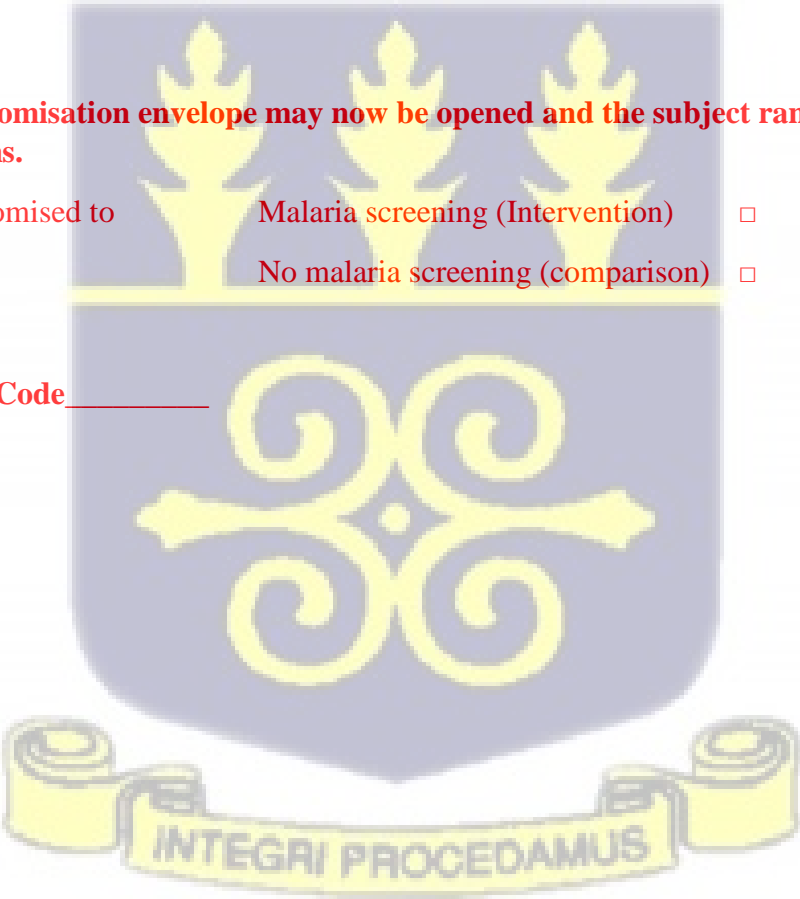 omisation envelope may now be opened and the subject ran
s.
omised to Malaria screening (Intervention) □
No malaria screening (comparison) □
Code_________
INTEGRI PROCEDAMUS